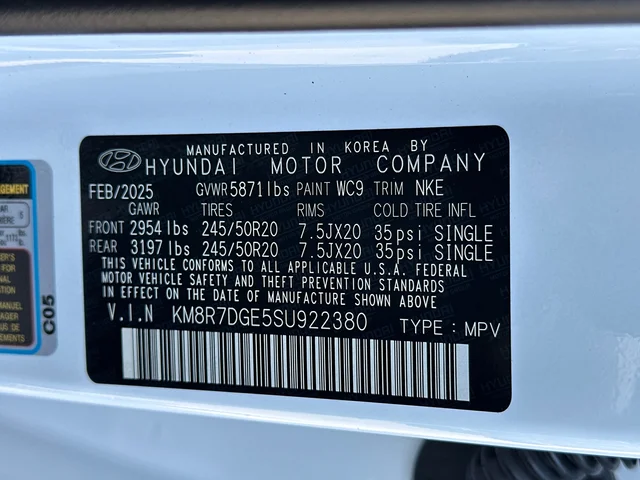 MANUFACTURED IN KOREA BY
HYUNDAI MOTOR COMPANY
FEB/2025 GVWR 5871 lbs PAINT WC9 TRIM NKE
GAWR TIRES RIMS COLD TIRE INFL
FRONT 2954 lbs 245/50R20 7.5JX20 35psi SINGLE
REAR 3197 lbs 245/50R20 7.5JX20 35psi SINGLE
THIS VEHICLE CONFORMS TO ALL APPLICABLE U.S.A. FEDERAL
MOTOR VEHICLE SAFETY AND THEFT PREVENTION STANDARDS
IN EFFECT ON THE DATE OF MANUFACTURE SHOWN ABOVE.
V.I.N KM8R7DGE5SU922380 TYPE: MPV
C05